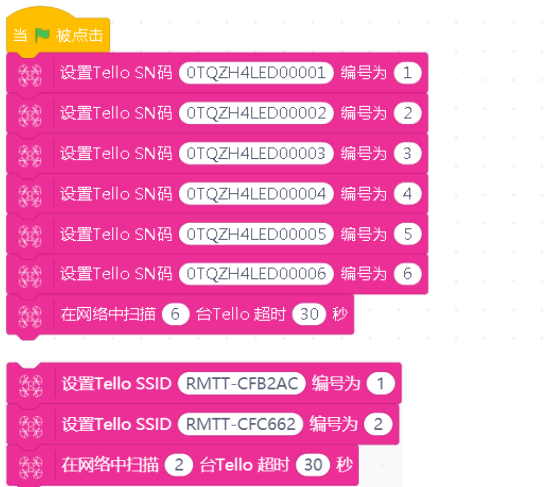 当 被点击
设置Tello SN码 0TQZH4LED00001 编号为 1
设置Tello SN码 0TQZH4LED00002 编号为 2
设置Tello SN码 0TQZH4LED00003 编号为 3
设置Tello SN码 0TQZH4LED00004 编号为 4
设置Tello SN码 0TQZH4LED00005 编号为 5
设置Tello SN码 0TQZH4LED00006 编号为 6
在网络中扫描 6 台Tello 超时 30 秒
设置Tello SSID RMTT-CFB2AC 编号为 1
设置Tello SSID RMTT-CFC662 编号为 2
在网络中扫描 2 台Tello 超时 30 秒